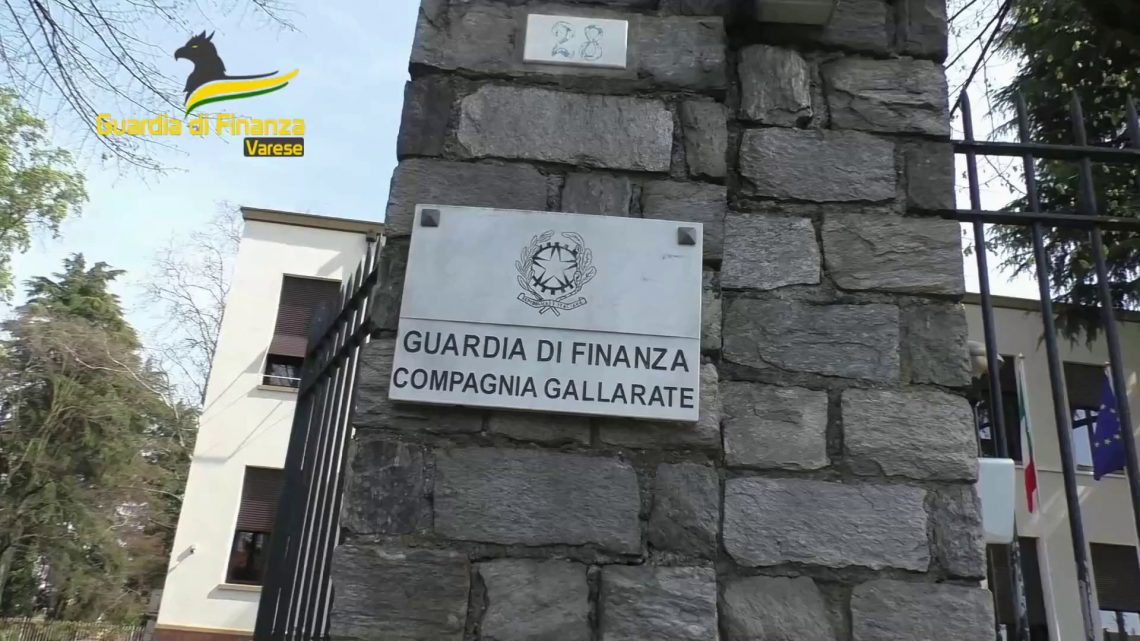 Guardia di Finanza
Varese
28
GUARDIA DI FINANZA
COMPAGNIA GALLARATE